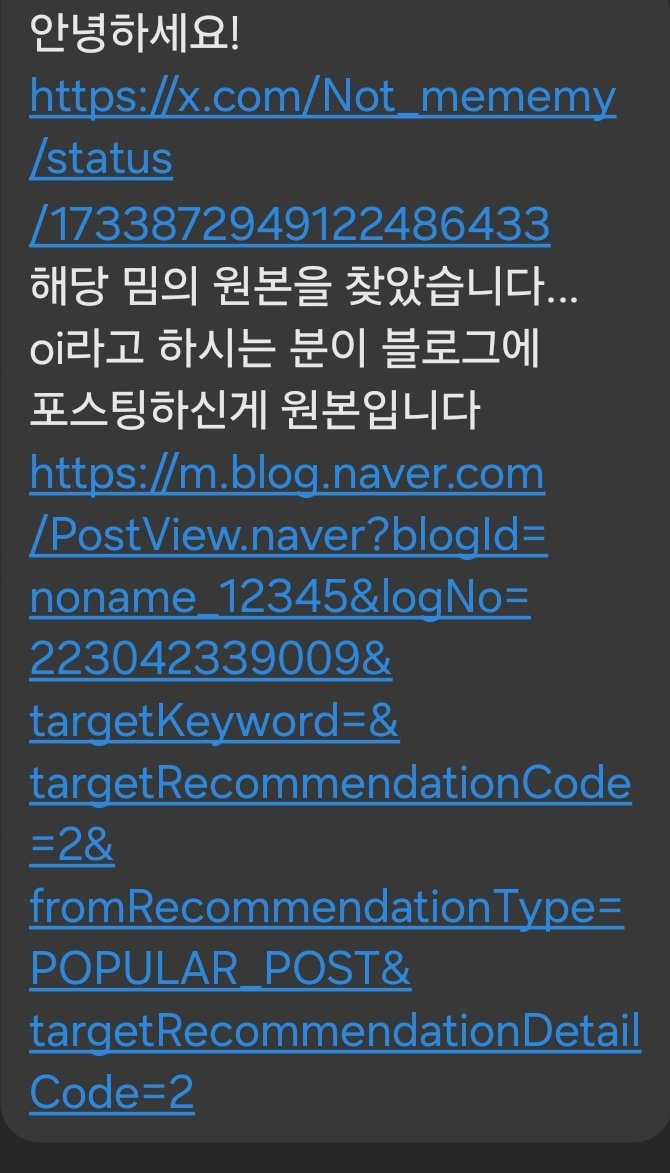 안녕하세요!
https://x.com/Not_mememy
/status
/1733872949122486433
해당 밈의 원본을 찾았습니다...
oi라고 하시는 분이 블로그에
포스팅하신게 원본입니다
https://m.blog.naver.com
/PostView.naver?blogId=
noname_12345&logNo=
223042339009&
targetKeyword=&
targetRecommendationCode
=2&
fromRecommendationType=
POPULAR_POST&
targetRecommendationDetail
Code=2